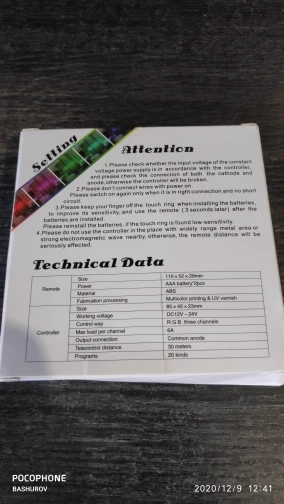 Setting
Attention
1.Please check whether the input voltage of the constant
voltage power supply is in accordance with the controller,
and please check the connection of both the cathode and
anode,otherwise the controller will be broken.
2.Please don't connect wires with power on.
Please switch on again only when it is in right connection and no short
circuit.
3.Please keep your finger off the touch ring when installing the batteries,
to improve its sensitivity, and use the remote (3 seconds later) after the
batteries are installed.
Please reinstall the batteries, if the touch ring is found low-sensitivity.
4.Please do not use the controller in the place with widely range metal area or
strong electromagnetic wave nearby, otherwise, the remote distance will be
seriously affected.
Technical Data
Remote
Size 110 x 52 x 20mm
Power AAA battery*2pcs
Material ABS
Fabrication processing Multicolor printing & UV varnish
Controller
Size 85 x 45 x 23mm
Working voltage DC12V~24V
Control way R G B three channels
Max load per channel 6A
Output connection Common anode
Telecontrol distance 30 meters
Programs 20 kinds
POCOPHONE
BASHUROV
2020/12/9 12:41